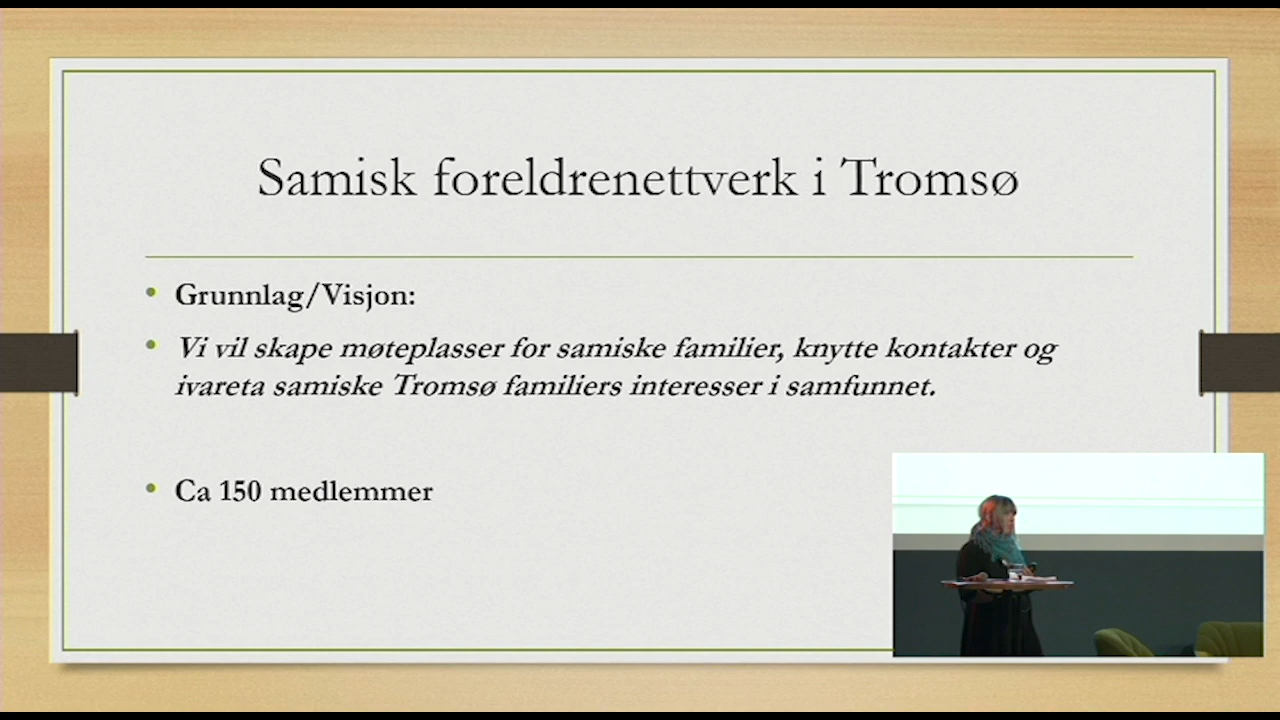 Samisk foreldrenettverk i Tromsø
• Grunnlag/Visjon:
• Vi vil skape møteplasser for samiske familier, knytte kontakter og
ivareta samiske Tromsø familiers interesser i samfunnet.
• Ca 150 medlemmer